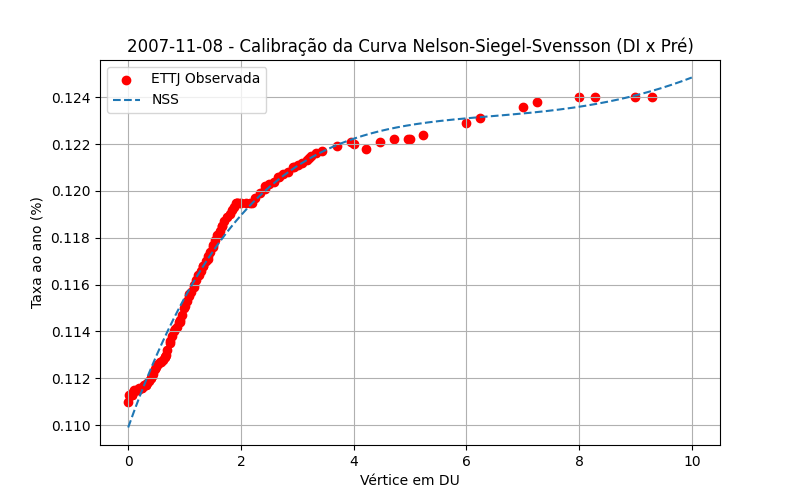 2007-11-08 - Calibração da Curva Nelson-Siegel-Svensson (DI x Pré)
ETTJ Observada
NSS
Taxa ao ano (%)
0.124
0.122
0.120
0.118
0.116
0.114
0.112
0.110
0 2 4 6 8 10
Vértice em DU